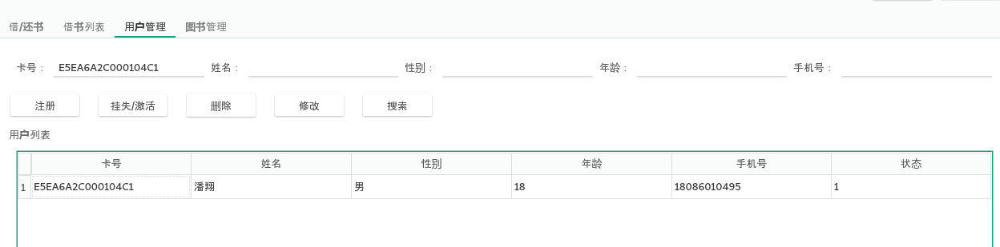 借/还书 借书列表 用户管理 图书管理
卡号： E5EA6A2C000104C1 姓名： 性别： 年龄： 手机号：
注册 挂失/激活 删除 修改 搜索
用户列表
卡号 姓名 性别 年龄 手机号 状态
1 E5EA6A2C000104C1 潘翔 男 18 18086010495 1